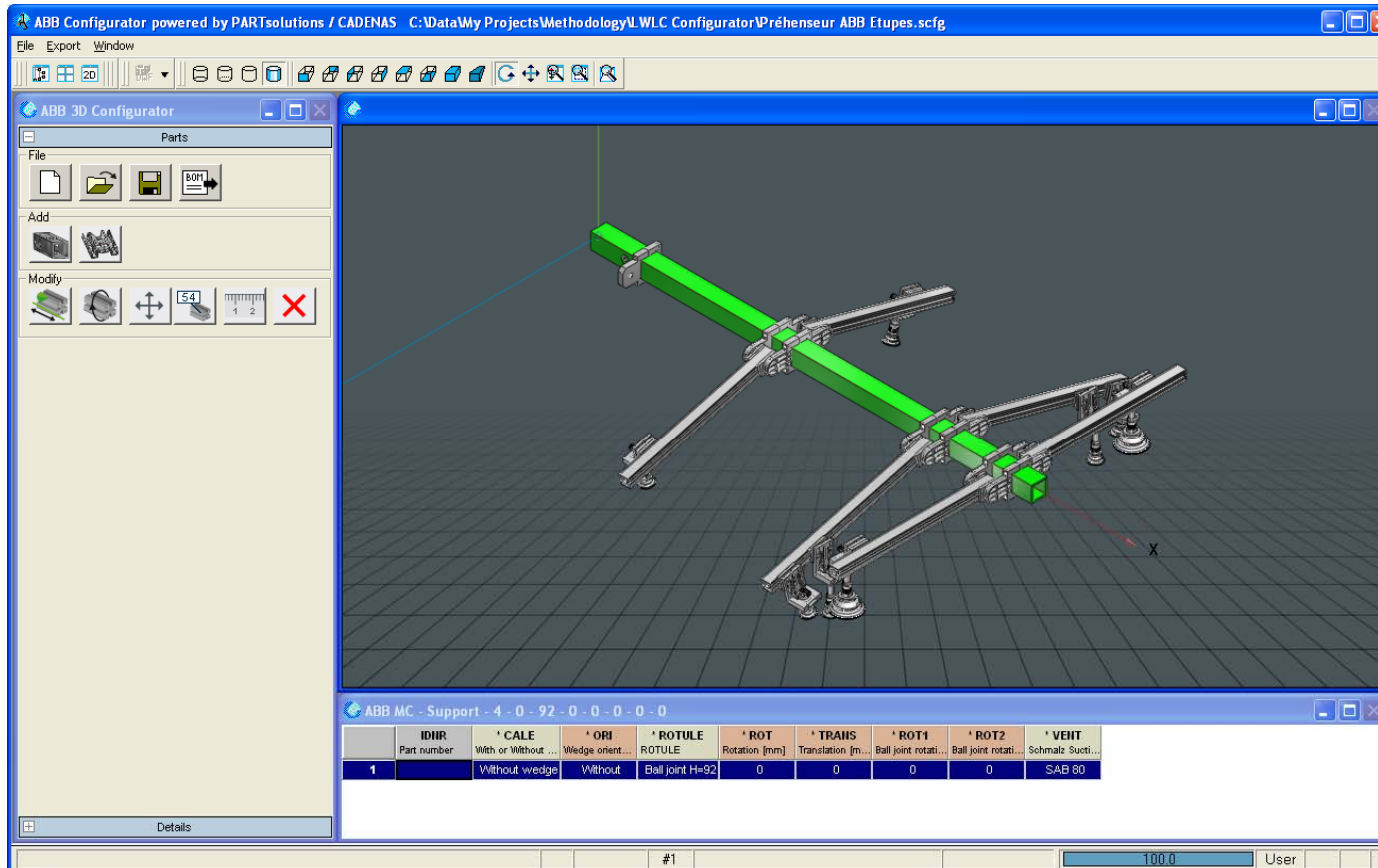 ABB Configurator powered by PARTsolutions / CADENAS C:\Data\My Projects\Methodology\LWLC Configurator\Préhenseur ABB Etupes.scfg
File Export Window
2D
ABB 3D Configurator
Parts
File
BOM
Add
Modify
54
1 2
X
ABB MC - Support - 4 - 0 - 92 - 0 - 0 - 0 - 0 - 0
IDNR * CALE * ORI * ROTULE * ROT * TRANS * ROT1 * ROT2 * VENT
Part number With or Without ... Wedge orient... ROTULE Rotation [mm] Translation [m... Ball joint rotati... Ball joint rotati... Schmalz Sucti...
1 Without wedge Without Ball joint H=92 0 0 0 0 SAB 80
Details
#1 100.0 User